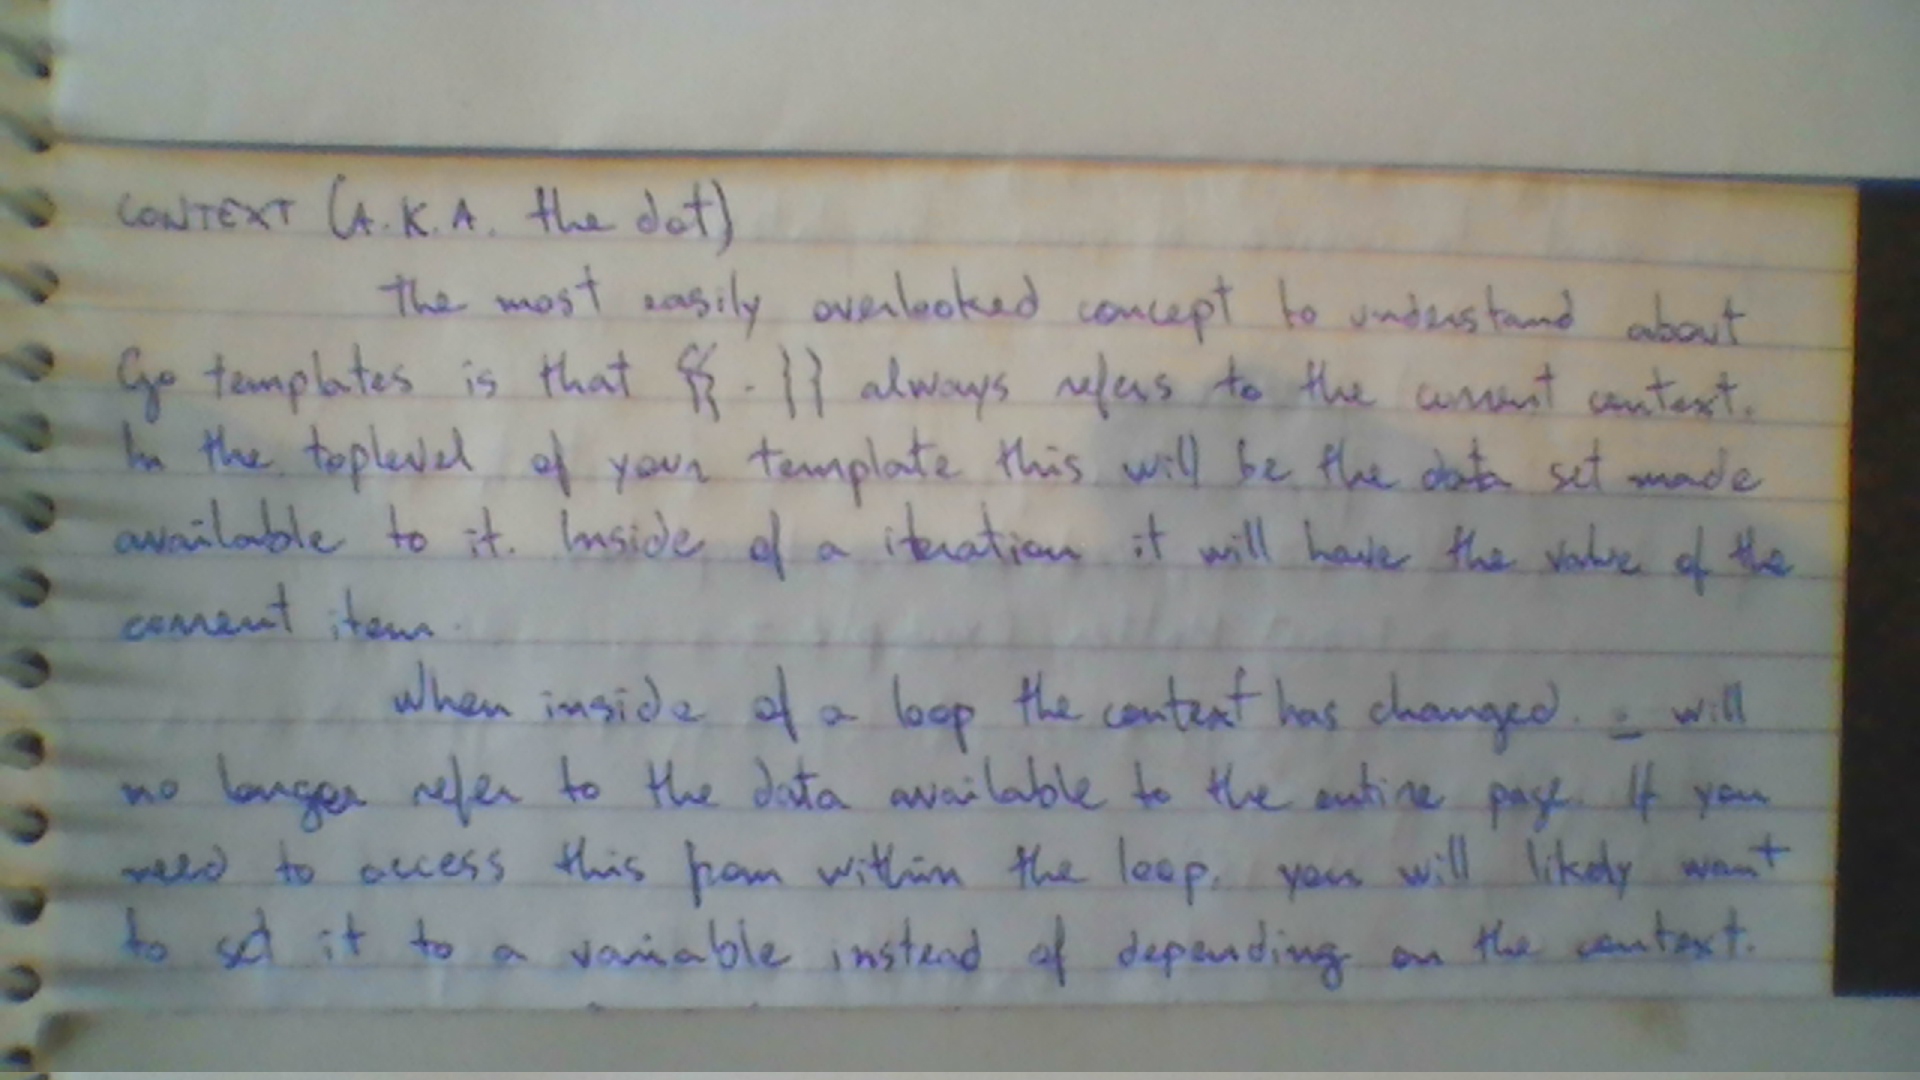 CONTEXT (A.K.A. the dot)
The most easily overlooked concept to understand about
Go templates is that {{ . }} always refers to the current context.
In the toplevel of your template this will be the data set made
available to it. Inside of a iteration it will have the value of the
current item.
When inside of a loop the context has changed. . will
no longer refer to the data available to the entire page. If you
need to access this from within the loop, you will likely want
to set it to a variable instead of depending on the context.